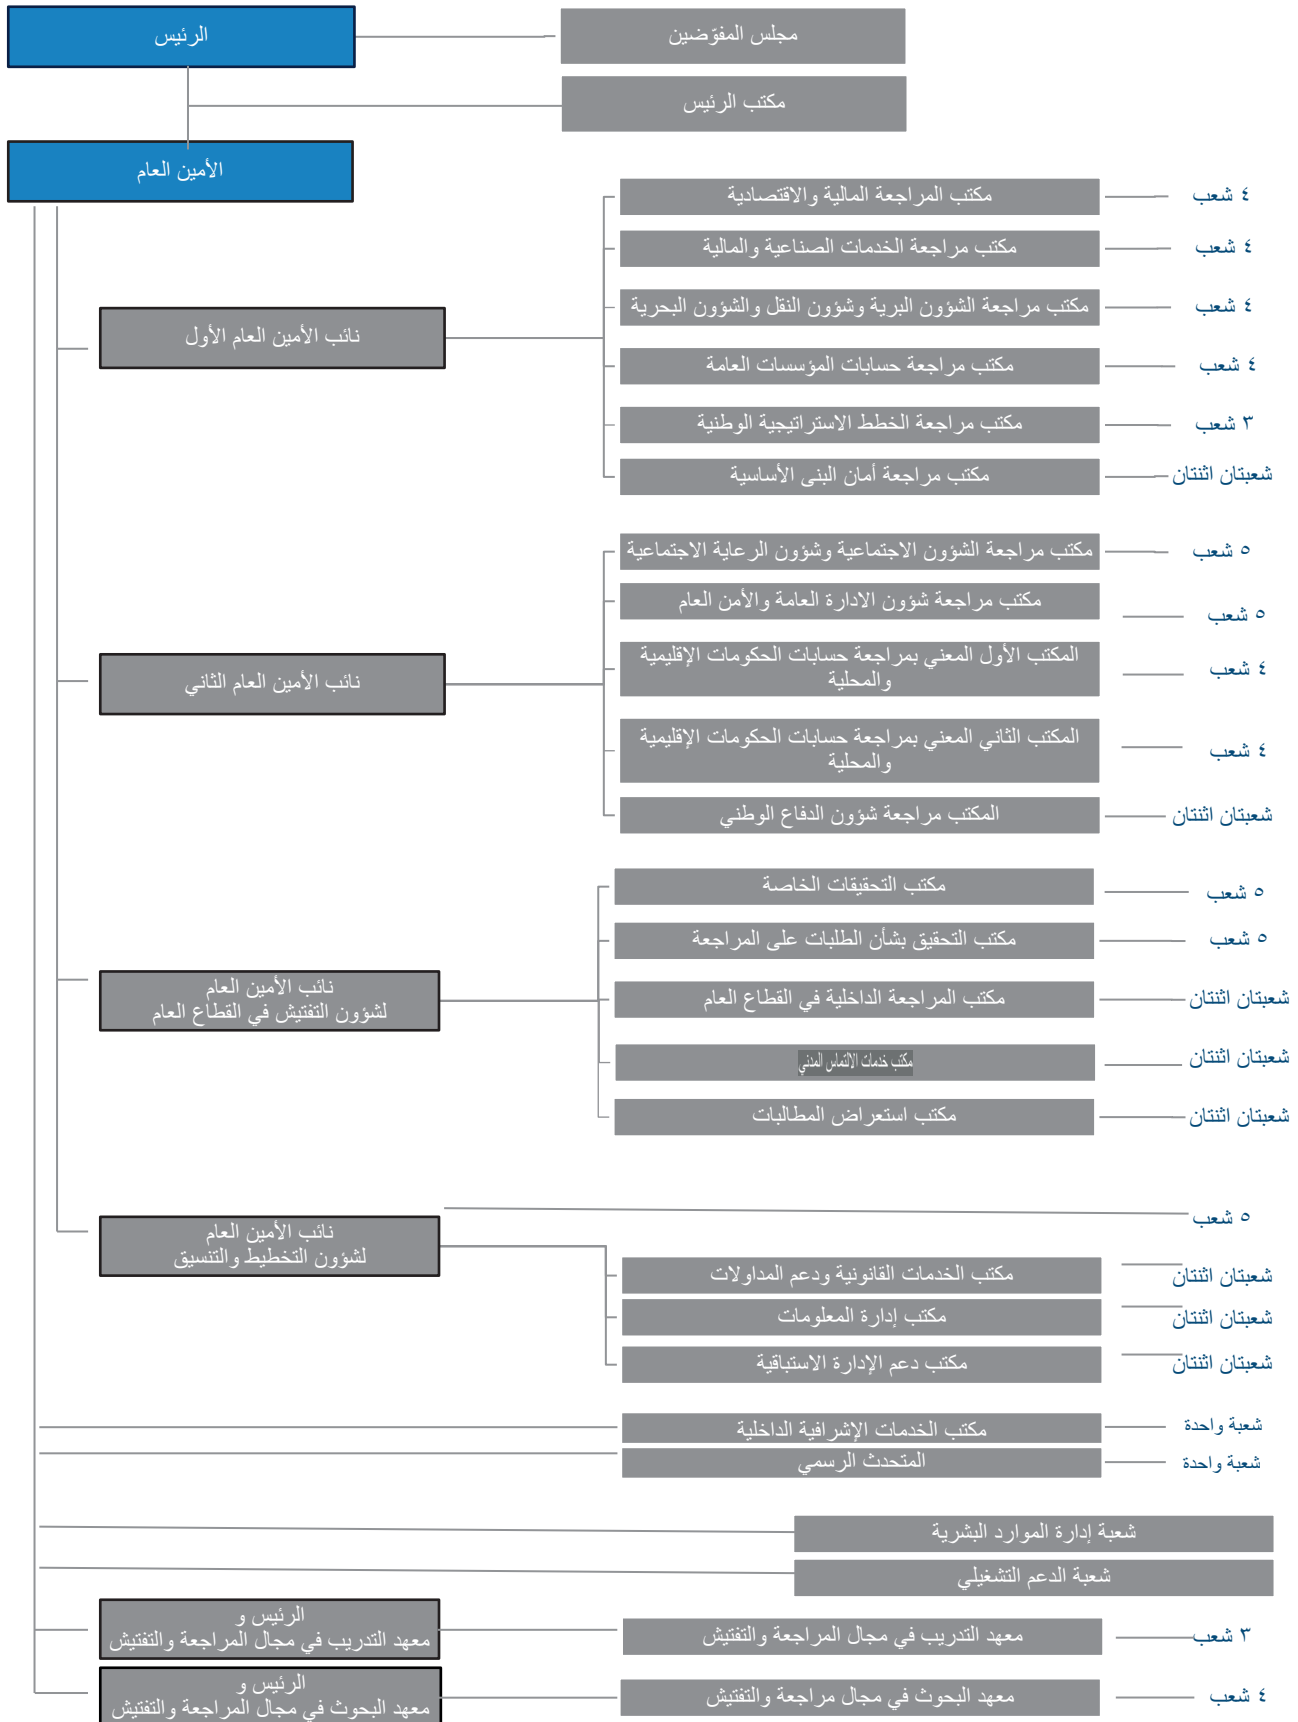 الرئيس
مجلس المفوّضين
مكتب الرئيس
الأمين العام
مكتب المراجعة المالية والاقتصادية
٤ شعب
مكتب مراجعة الخدمات الصناعية والمالية
٤ شعب
نائب الأمين العام الأول
مكتب مراجعة الشؤون البرية وشؤون النقل والشؤون البحرية
٤ شعب
مكتب مراجعة حسابات المؤسسات العامة
٤ شعب
مكتب مراجعة الخطط الاستراتيجية الوطنية
٣ شعب
مكتب مراجعة أمان البنى الأساسية
شعبتان اثنتان
مكتب مراجعة الشؤون الاجتماعية وشؤون الرعاية الاجتماعية
٥ شعب
مكتب مراجعة شؤون الادارة العامة والأمن العام
٥ شعب
نائب الأمين العام الثاني
المكتب الأول المعني بمراجعة حسابات الحكومات الإقليمية
والمحلية
٤ شعب
المكتب الثاني المعني بمراجعة حسابات الحكومات الإقليمية
والمحلية
٤ شعب
المكتب مراجعة شؤون الدفاع الوطني
شعبتان اثنتان
مكتب التحقيقات الخاصة
٥ شعب
مكتب التحقيق بشأن الطلبات على المراجعة
٥ شعب
نائب الأمين العام
لشؤون التفتيش في القطاع العام
مكتب المراجعة الداخلية في القطاع العام
شعبتان اثنتان
مكتب خدمات الالتماس المدني
شعبتان اثنتان
مكتب استعراض المطالبات
شعبتان اثنتان
نائب الأمين العام
لشؤون التخطيط والتنسيق
٥ شعب
مكتب الخدمات القانونية ودعم المداولات
شعبتان اثنتان
مكتب إدارة المعلومات
شعبتان اثنتان
مكتب دعم الإدارة الاستباقية
شعبتان اثنتان
مكتب الخدمات الإشرافية الداخلية
شعبة واحدة
المتحدث الرسمي
شعبة واحدة
شعبة إدارة الموارد البشرية
شعبة الدعم التشغيلي
الرئيس و
معهد التدريب في مجال المراجعة والتفتيش
معهد التدريب في مجال المراجعة والتفتيش
٣ شعب
الرئيس و
معهد البحوث في مجال المراجعة والتفتيش
معهد البحوث في مجال مراجعة والتفتيش
٤ شعب